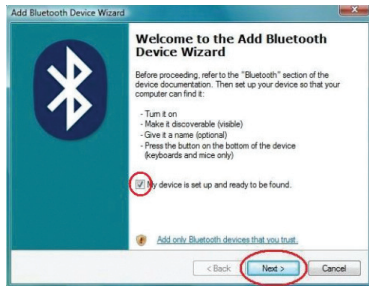 Add Bluetooth Device Wizard
Welcome to the Add Bluetooth
Device Wizard
Before proceeding, refer to the "Bluetooth" section of the
device documentation. Then set up your device so that your
computer can find it:
- Turn it on
- Make it discoverable (visible)
- Give it a name (optional)
- Press the button on the bottom of the device
(keyboards and mice only)
My device is set up and ready to be found.
Add only Bluetooth devices that you trust.
< Back
Next >
Cancel